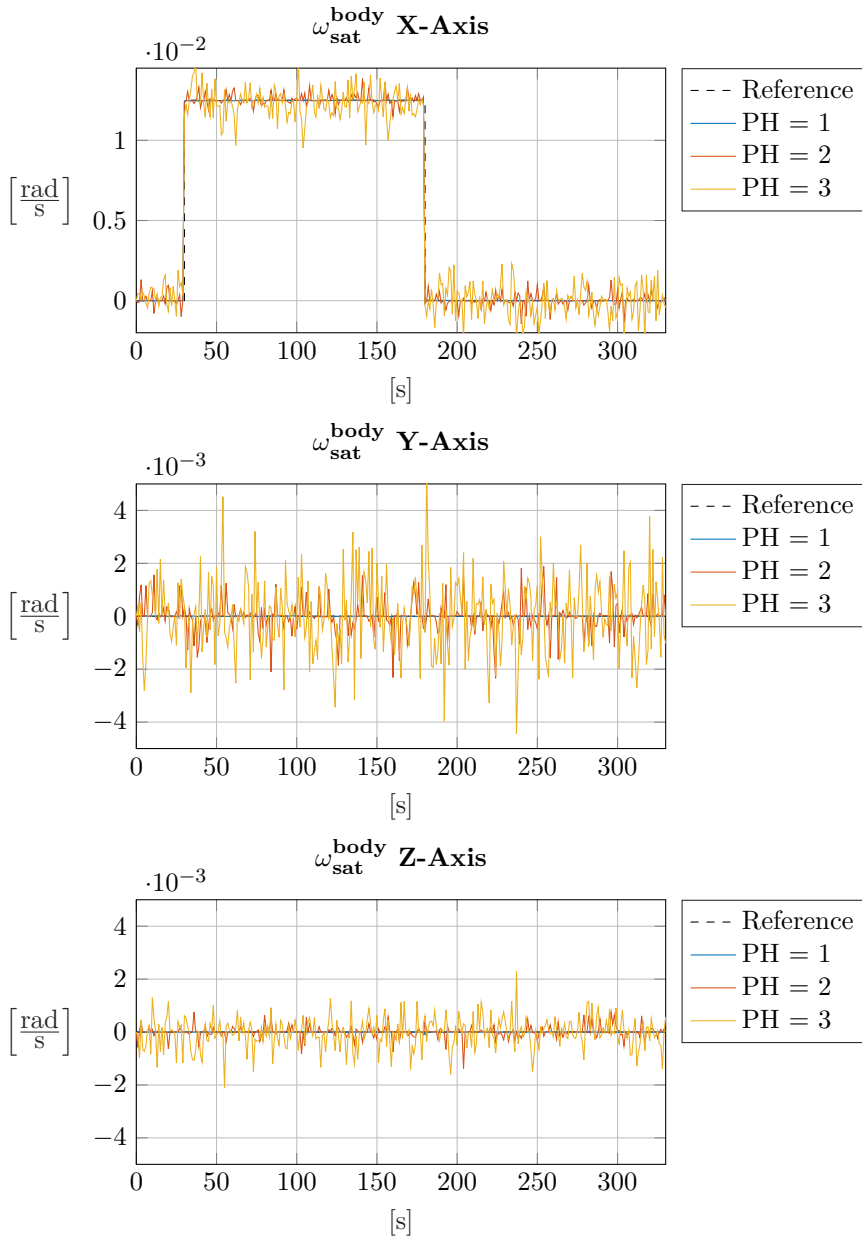 ω_sat^body X-Axis
·10^−2
1
0.5
0
[rad/s]
0 50 100 150 200 250 300
[s]
Reference
PH = 1
PH = 2
PH = 3
ω_sat^body Y-Axis
·10^−3
4
2
0
−2
−4
[rad/s]
0 50 100 150 200 250 300
[s]
Reference
PH = 1
PH = 2
PH = 3
ω_sat^body Z-Axis
·10^−3
4
2
0
−2
−4
[rad/s]
0 50 100 150 200 250 300
[s]
Reference
PH = 1
PH = 2
PH = 3